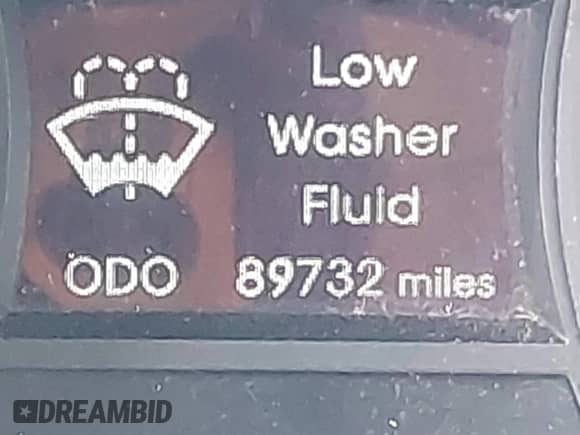 Low
Washer
Fluid
ODO 89732 miles
DREAMBID